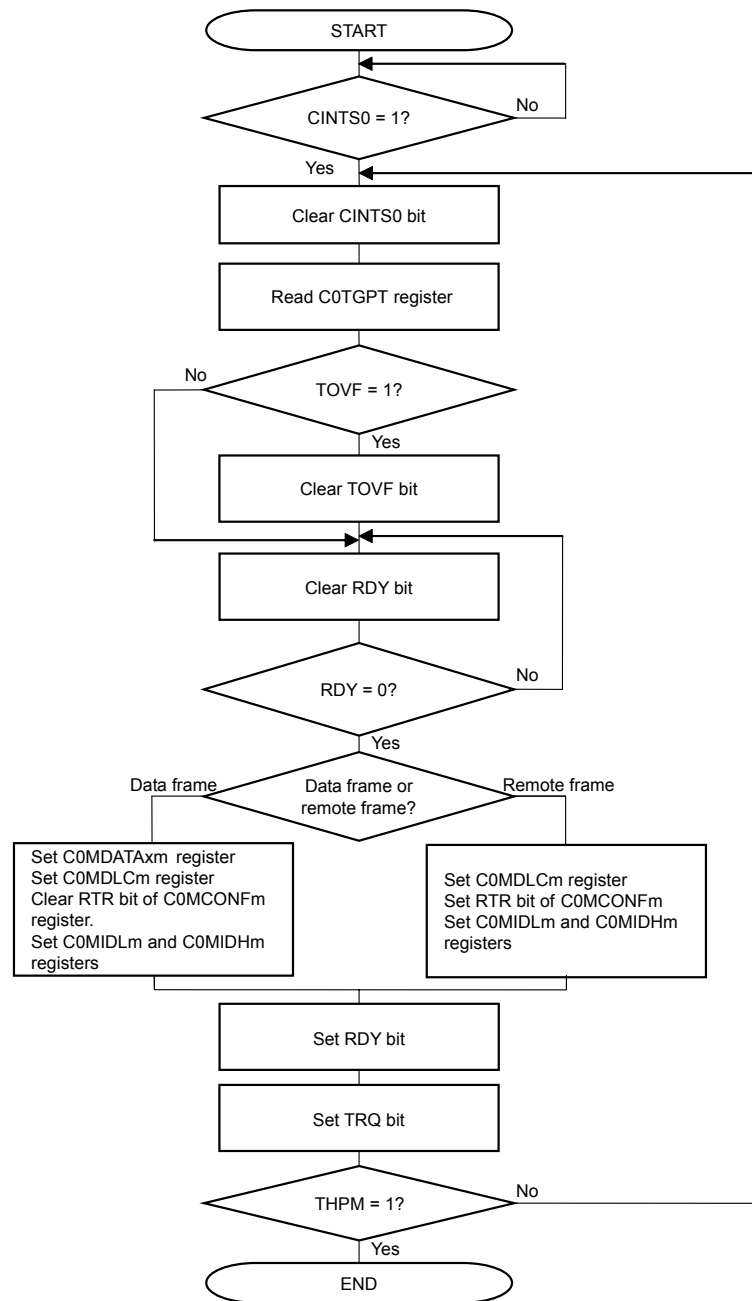 START
CINTS0 = 1?
No
Yes
Clear CINTS0 bit
Read C0TGPT register
No
TOVF = 1?
Yes
Clear TOVF bit
Clear RDY bit
RDY = 0?
No
Yes
Data frame
Data frame or
remote frame?
Remote frame
Set C0MDATAxm register
Set C0MDLCm register
Clear RTR bit of C0MCONFm
register.
Set C0MIDLm and C0MIDHm
registers
Set C0MDLCm register
Set RTR bit of C0MCONFm
Set C0MIDLm and C0MIDHm
registers
Set RDY bit
Set TRQ bit
THPM = 1?
No
Yes
END